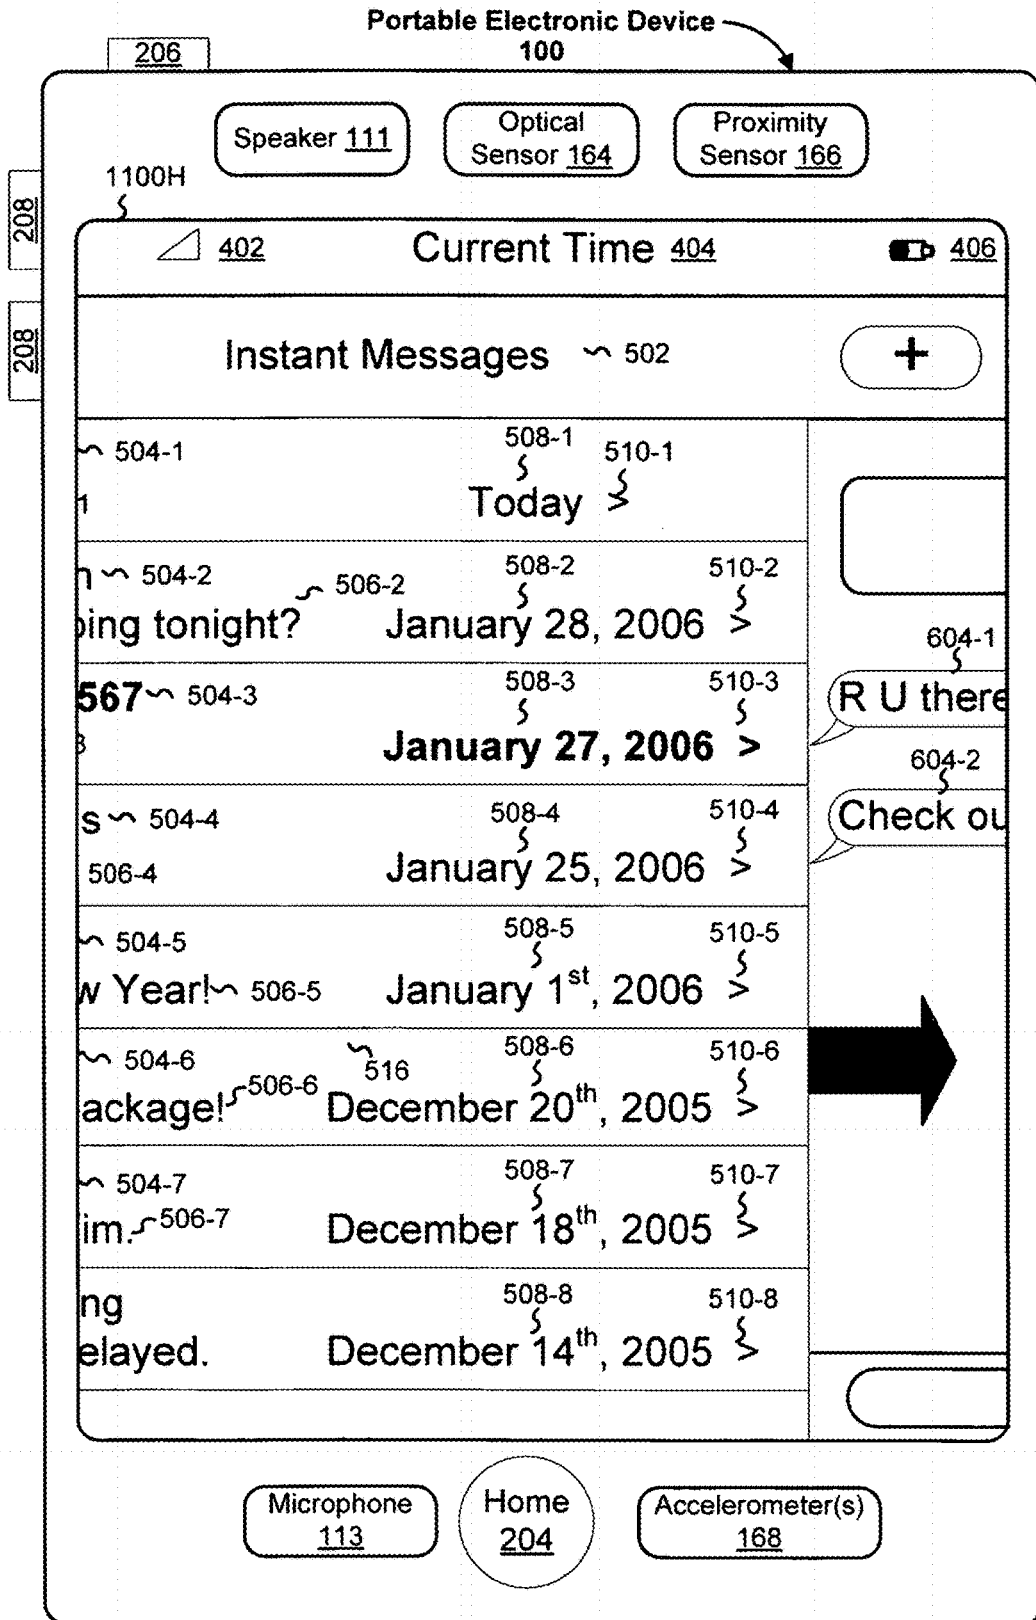 Portable Electronic Device
100
206
Speaker 111
Optical
Sensor 164
Proximity
Sensor 166
1100H
208
208
402
Current Time 404
406
Instant Messages
502
+
504-1
508-1
510-1
Today >
504-2
506-2
508-2
510-2
ping tonight?
January 28, 2006 >
604-1
567
504-3
508-3
510-3
R U there
January 27, 2006 >
604-2
s
504-4
508-4
510-4
Check ou
506-4
January 25, 2006 >
504-5
508-5
510-5
w Year!
506-5
January 1st, 2006 >
504-6
516
508-6
510-6
ackage!
506-6
December 20th, 2005 >
504-7
508-7
510-7
im.
506-7
December 18th, 2005 >
ng
508-8
510-8
elayed.
December 14th, 2005 >
Microphone
113
Home
204
Accelerometer(s)
168